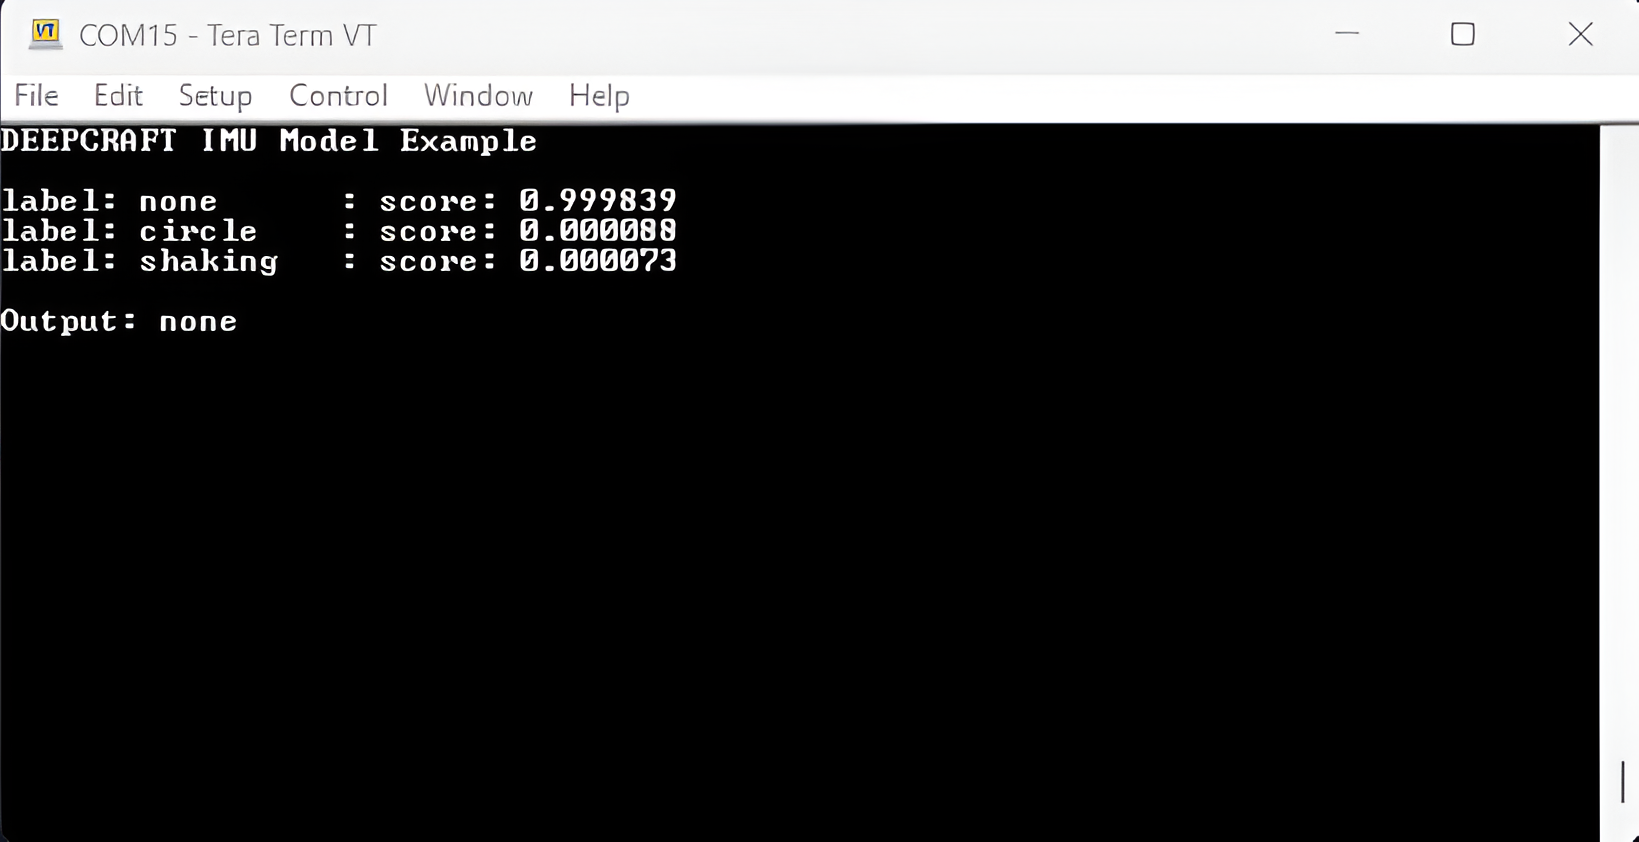 COM15 - Tera Term VT
File Edit Setup Control Window Help
DEEPCRAFT IMU Model Example
label: none : score: 0.999839
label: circle : score: 0.000088
label: shaking : score: 0.000073
Output: none